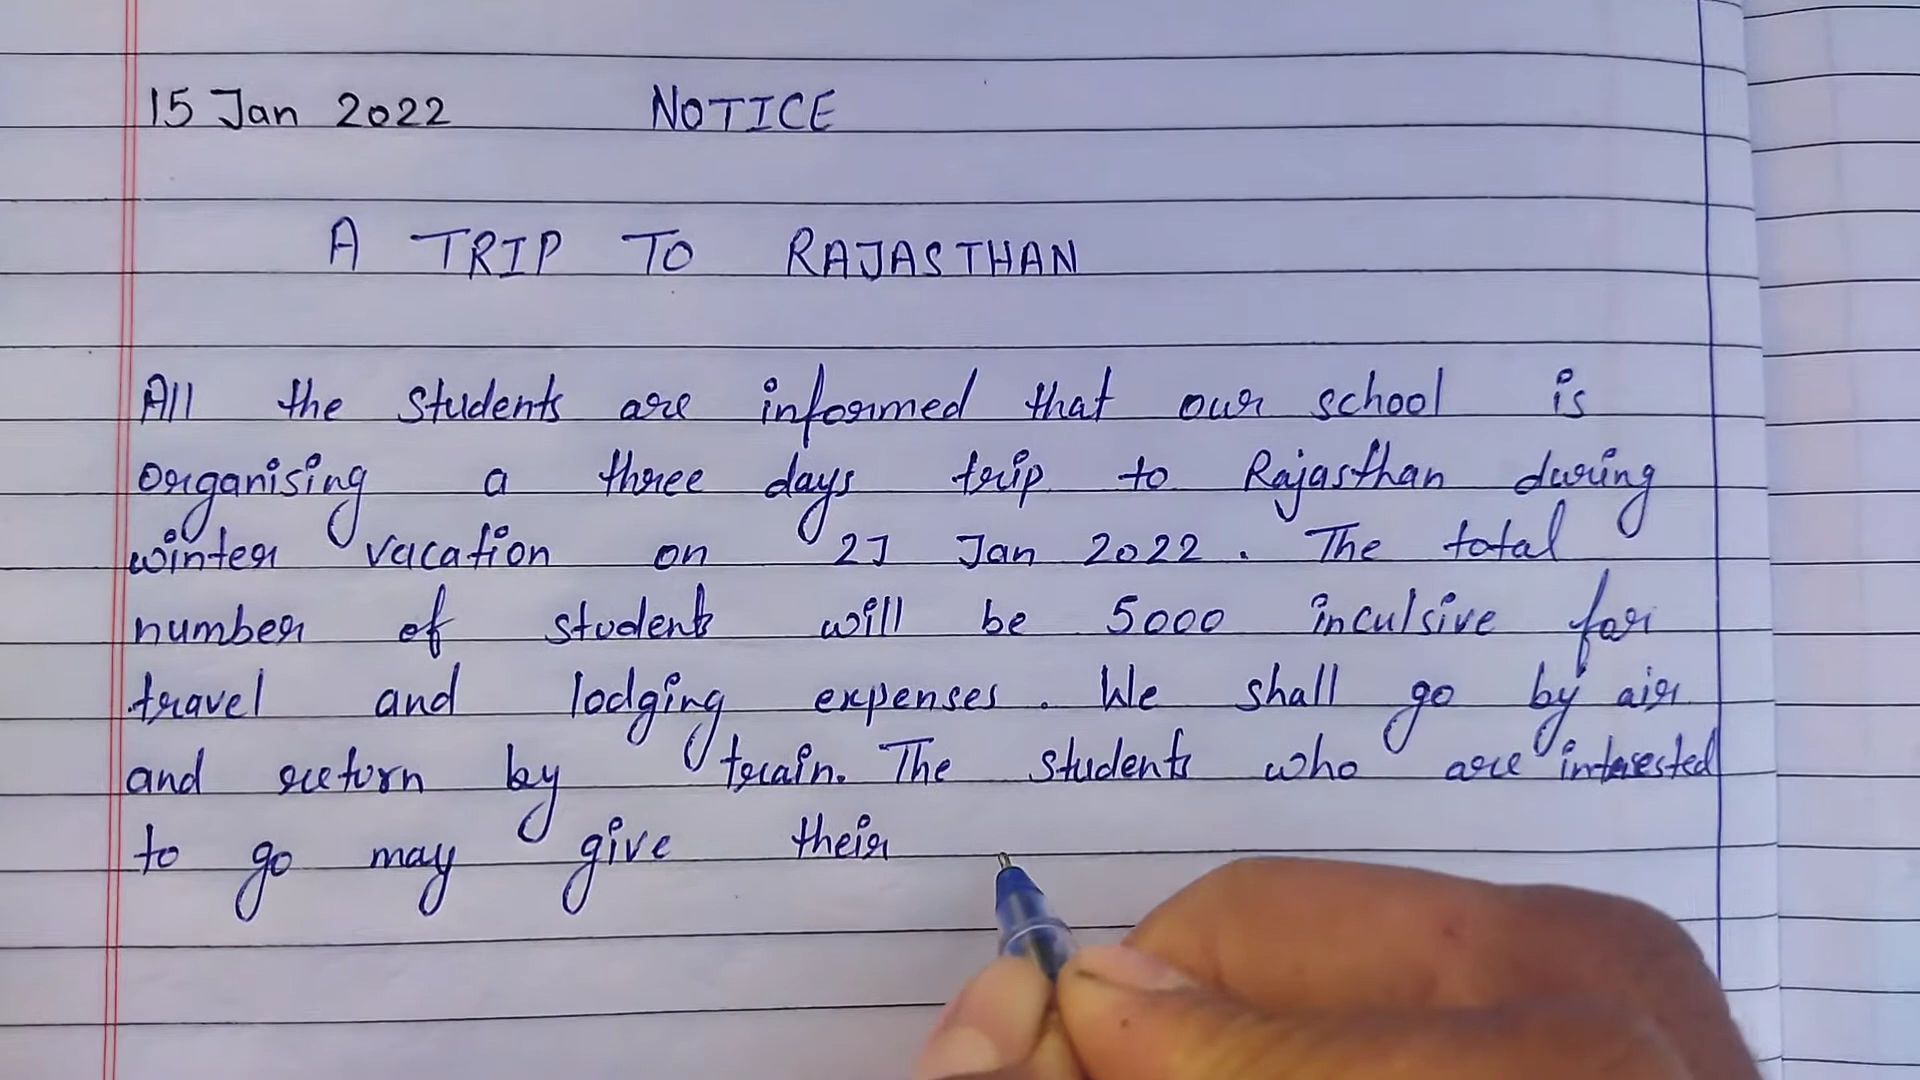 15 Jan 2022 NOTICE
A TRIP TO RAJASTHAN
All the students are informed that our school is
organising a three days trip to Rajasthan during
winter vacation on 21 Jan 2022. The total
number of students will be 5000 inculsive for
travel and lodging expenses. We shall go by air
and return by train. The students who are interested
to go may give their